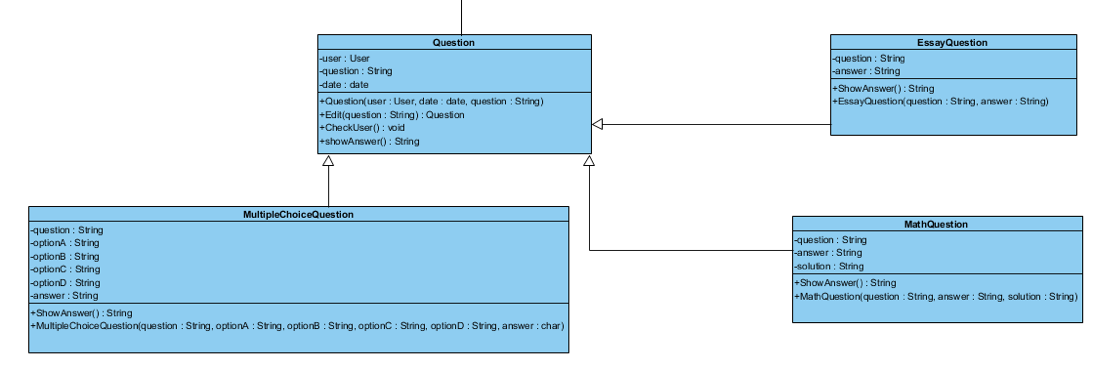 Question
-user : User
-question : String
-date : date
+Question(user : User, date : date, question : String)
+Edit(question : String) : Question
+CheckUser() : void
+showAnswer() : String
EssayQuestion
-question : String
-answer : String
+ShowAnswer() : String
+EssayQuestion(question : String, answer : String)
MultipleChoiceQuestion
-question : String
-optionA : String
-optionB : String
-optionC : String
-optionD : String
-answer : String
+ShowAnswer() : String
+MultipleChoiceQuestion(question : String, optionA : String, optionB : String, optionC : String, optionD : String, answer : char)
MathQuestion
-question : String
-answer : String
-solution : String
+ShowAnswer() : String
+MathQuestion(question : String, answer : String, solution : String)